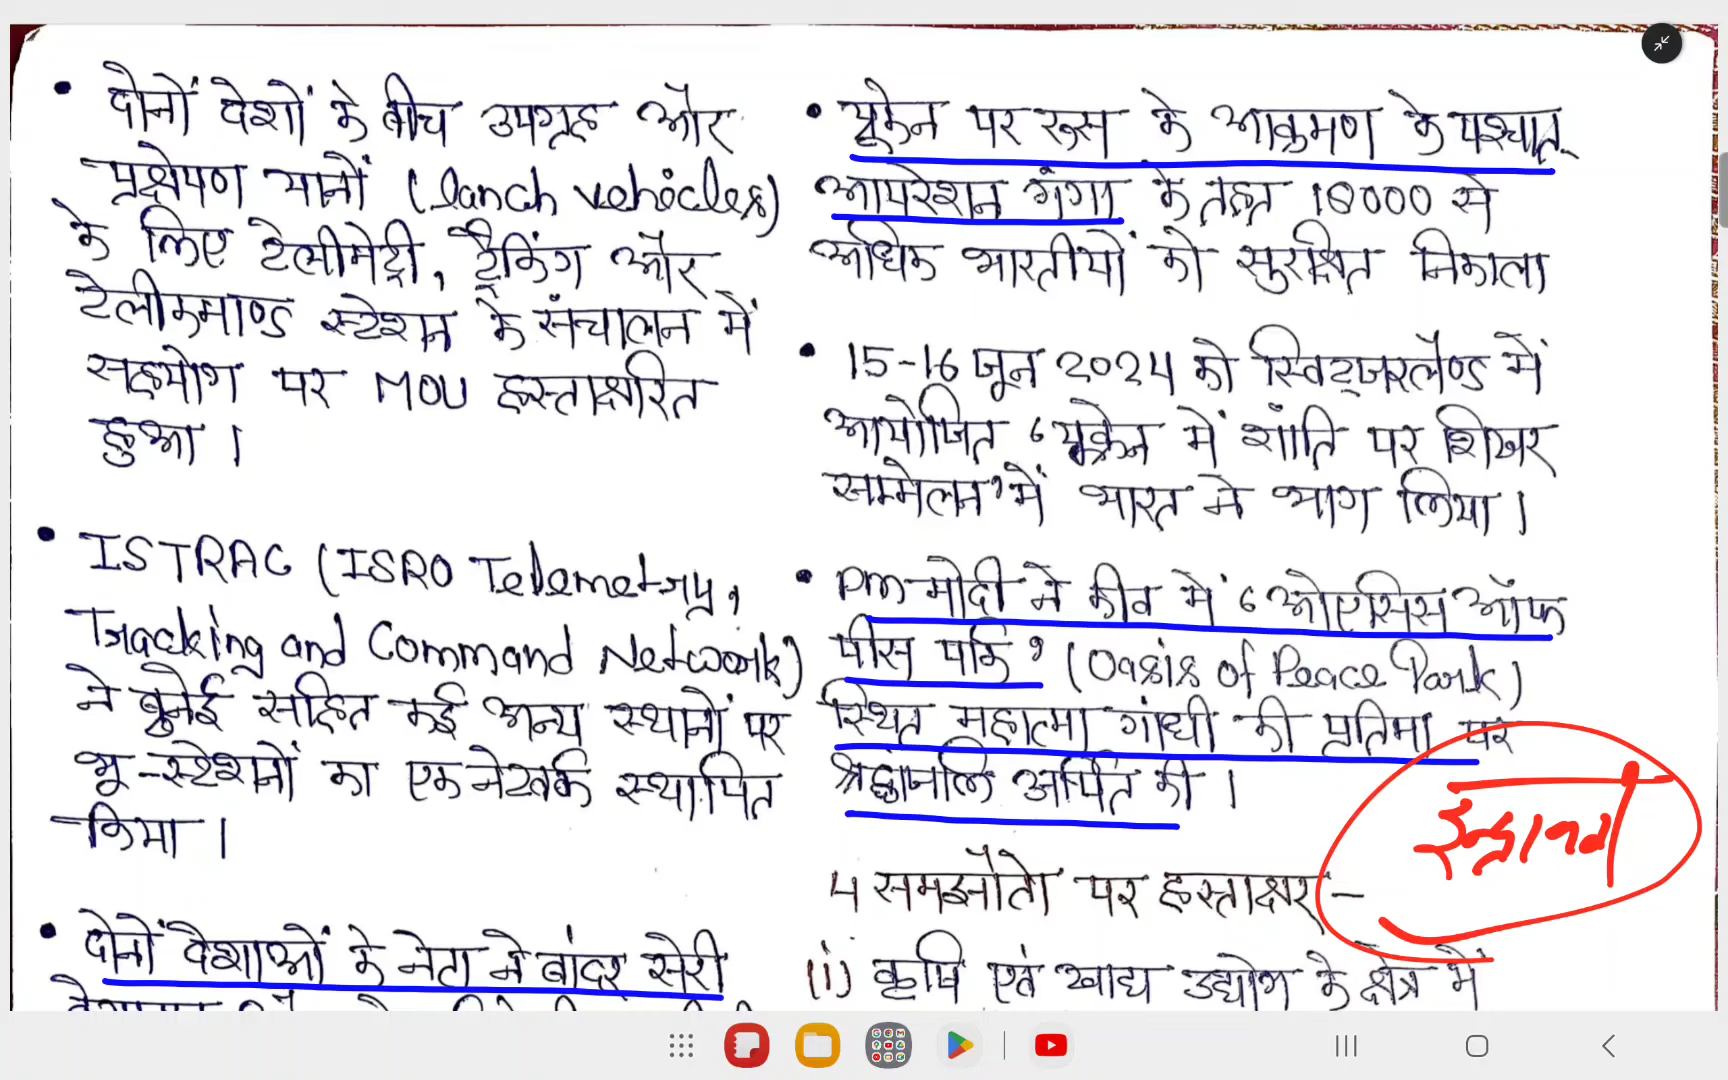 • दोनों देशों के बीच उपग्रह और
प्रक्षेपण यानों (lanch vehicles)
के लिए टेलीमेट्री, ट्रैकिंग और
टेलीकमाण्ड स्टेशन के संचालन में
सहयोग पर MOU हस्ताक्षरित
हुआ ।
• ISTRAC (ISRO Telemetry,
Tracking and Command Network)
ने ब्रुनेई सहित कई अन्य स्थानों पर
भू-स्टेशनों का एक नेटवर्क स्थापित
किया ।
• दोनों देशाओं के नेता ने बांदर सेरी
• यूक्रेन पर रूस के आक्रमण के पश्चात्
आपरेशन गंगा के तहत 18000 से
अधिक भारतीयों को सुरक्षित निकाला
• 15-16 जून 2024 को स्विट्जरलैण्ड में
आयोजित 'यूक्रेन में शांति पर शिखर
सम्मेलन' में भारत ने भाग लिया ।
• PM मोदी ने कीव में 'ओएसिस ऑफ
पीस पार्क' (Oasis of Peace Park)
स्थित महात्मा गांधी की प्रतिमा पर
श्रद्धांजलि अर्पित की ।
4 समझौतो पर हस्ताक्षर -
(i) कृषि एवं खाद्य उद्योग के क्षेत्र में